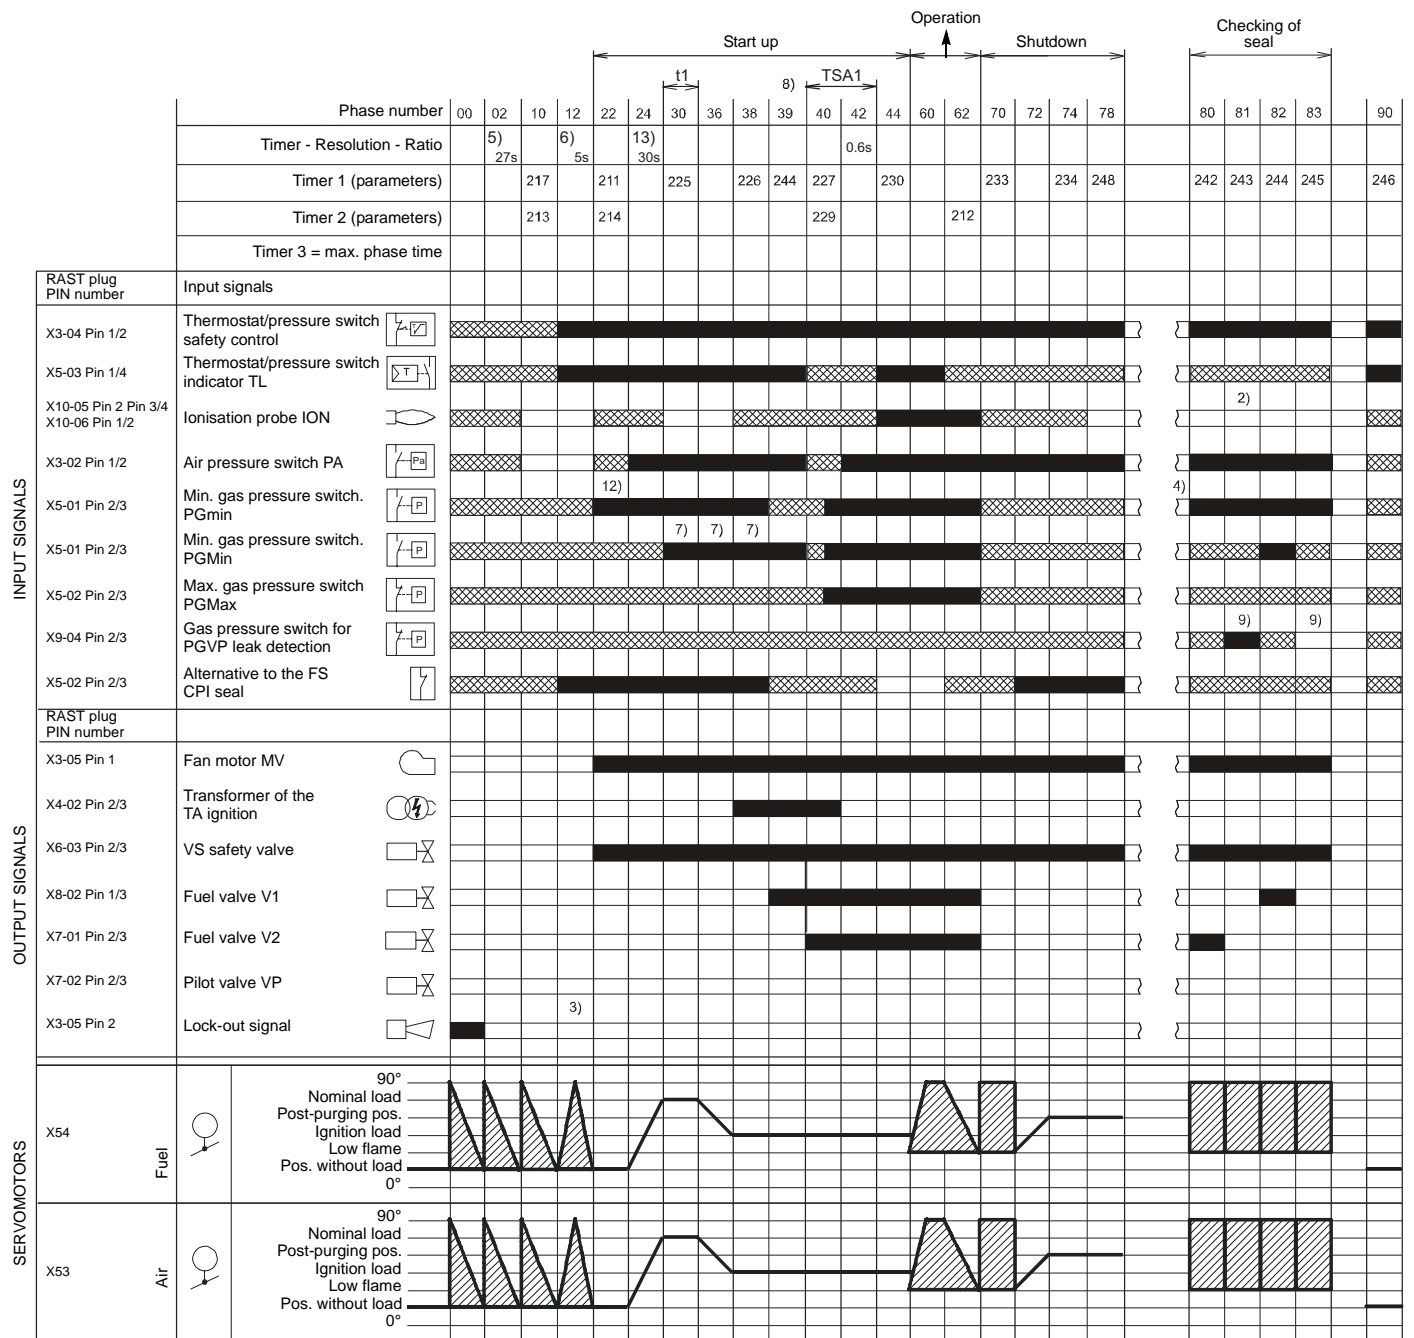 Operation
Start up
Shutdown
Checking of
seal
t1
8)
TSA1
Phase number 00 02 10 12 22 24 30 36 38 39 40 42 44 60 62 70 72 74 78 80 81 82 83 90
Timer - Resolution - Ratio 5) 27s 6) 5s 13) 30s 0.6s
Timer 1 (parameters) 217 211 225 226 244 227 230 233 234 248 242 243 244 245 246
Timer 2 (parameters) 213 214 229 212
Timer 3 = max. phase time
RAST plug
PIN number
Input signals
INPUT SIGNALS
X3-04 Pin 1/2
Thermostat/pressure switch
safety control
X5-03 Pin 1/4
Thermostat/pressure switch
indicator TL
T
2)
X10-05 Pin 2 Pin 3/4
X10-06 Pin 1/2
Ionisation probe ION
X3-02 Pin 1/2
Air pressure switch PA
Pa
12)
4)
X5-01 Pin 2/3
Min. gas pressure switch.
PGmin
P
7) 7) 7)
X5-01 Pin 2/3
Min. gas pressure switch.
PGMin
P
X5-02 Pin 2/3
Max. gas pressure switch
PGMax
P
9) 9)
X9-04 Pin 2/3
Gas pressure switch for
PGVP leak detection
P
X5-02 Pin 2/3
Alternative to the FS
CPI seal
RAST plug
PIN number
OUTPUT SIGNALS
X3-05 Pin 1
Fan motor MV
X4-02 Pin 2/3
Transformer of the
TA ignition
X6-03 Pin 2/3
VS safety valve
X8-02 Pin 1/3
Fuel valve V1
X7-01 Pin 2/3
Fuel valve V2
X7-02 Pin 2/3
Pilot valve VP
3)
X3-05 Pin 2
Lock-out signal
SERVOMOTORS
X54
Fuel
90°
Nominal load
Post-purging pos.
Ignition load
Low flame
Pos. without load
0°
X53
Air
90°
Nominal load
Post-purging pos.
Ignition load
Low flame
Pos. without load
0°